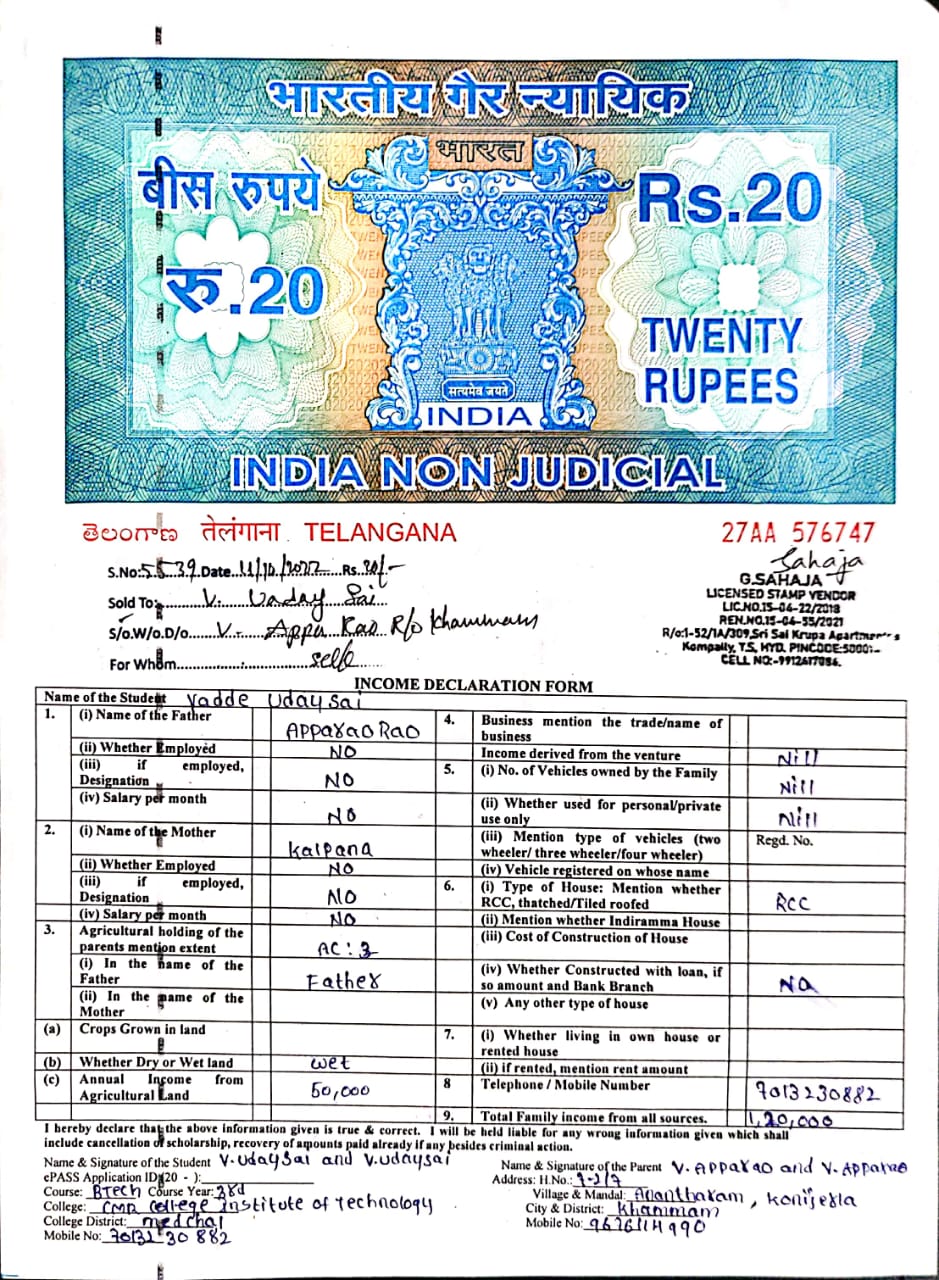 भारतीय गैर न्यायिक
भारत
बीस रुपये
Rs.20
रु.20
TWENTY
RUPEES
सत्यमेव जयते
INDIA
INDIA NON JUDICIAL
తెలంగాణ तेलंगाना TELANGANA
27AA 576747
S.No: 5539 Date 11/10/2022 Rs. 20/-
Sahaja
G.SAHAJA
LICENSED STAMP VENDOR
Sold To: V. Uday Sai
LIC.NO.15-04-22/2018
REN.NO.15-04-55/2021
S/o.W/o.D/o V. Appa Rao R/o Khammam
R/o:1-52/1A/309,Sri Sai Krupa Apartments
Kompally, T.S, HYD. PINCODE:5000
For Whom self
CELL NO:-9912617086.
INCOME DECLARATION FORM
Name of the Student Vadde Udaysai
1. (i) Name of the Father Apparao Rao
(ii) Whether Employed NO
(iii) if employed, Designation NO
(iv) Salary per month NO
2. (i) Name of the Mother Kalpana
(ii) Whether Employed NO
(iii) if employed, Designation NO
(iv) Salary per month NO
3. Agricultural holding of the parents mention extent AC: 3
(i) In the name of the Father Father
(ii) In the name of the Mother
(a) Crops Grown in land
(b) Whether Dry or Wet land wet
(c) Annual Income from Agricultural Land 50,000
4. Business mention the trade/name of business
Income derived from the venture Nill
5. (i) No. of Vehicles owned by the Family Nill
(ii) Whether used for personal/private use only Nill
(iii) Mention type of vehicles (two wheeler/ three wheeler/four wheeler) Regd. No.
(iv) Vehicle registered on whose name
6. (i) Type of House: Mention whether RCC, thatched/Tiled roofed RCC
(ii) Mention whether Indiramma House
(iii) Cost of Construction of House
(iv) Whether Constructed with loan, if so amount and Bank Branch NA
(v) Any other type of house
7. (i) Whether living in own house or rented house
(ii) if rented, mention rent amount
8 Telephone / Mobile Number 7013230882
9. Total Family income from all sources. 1,20,000
I hereby declare that the above information given is true & correct. I will be held liable for any wrong information given which shall
include cancellation of scholarship, recovery of amounts paid already if any besides criminal action.
Name & Signature of the Student V.Udaysai and V.udaysai
ePASS Application ID(20 - ):
Course: BTech Course Year: 3rd
College: CMR college institute of Technology
College District: medchal
Mobile No: 70132 30 882
Name & Signature of the Parent V. Apparao and V. Apparao
Address: H.No.: 7-2/7
Village & Mandal: Anantharam, Konijerla
City & District: Khammam
Mobile No: 9676114990